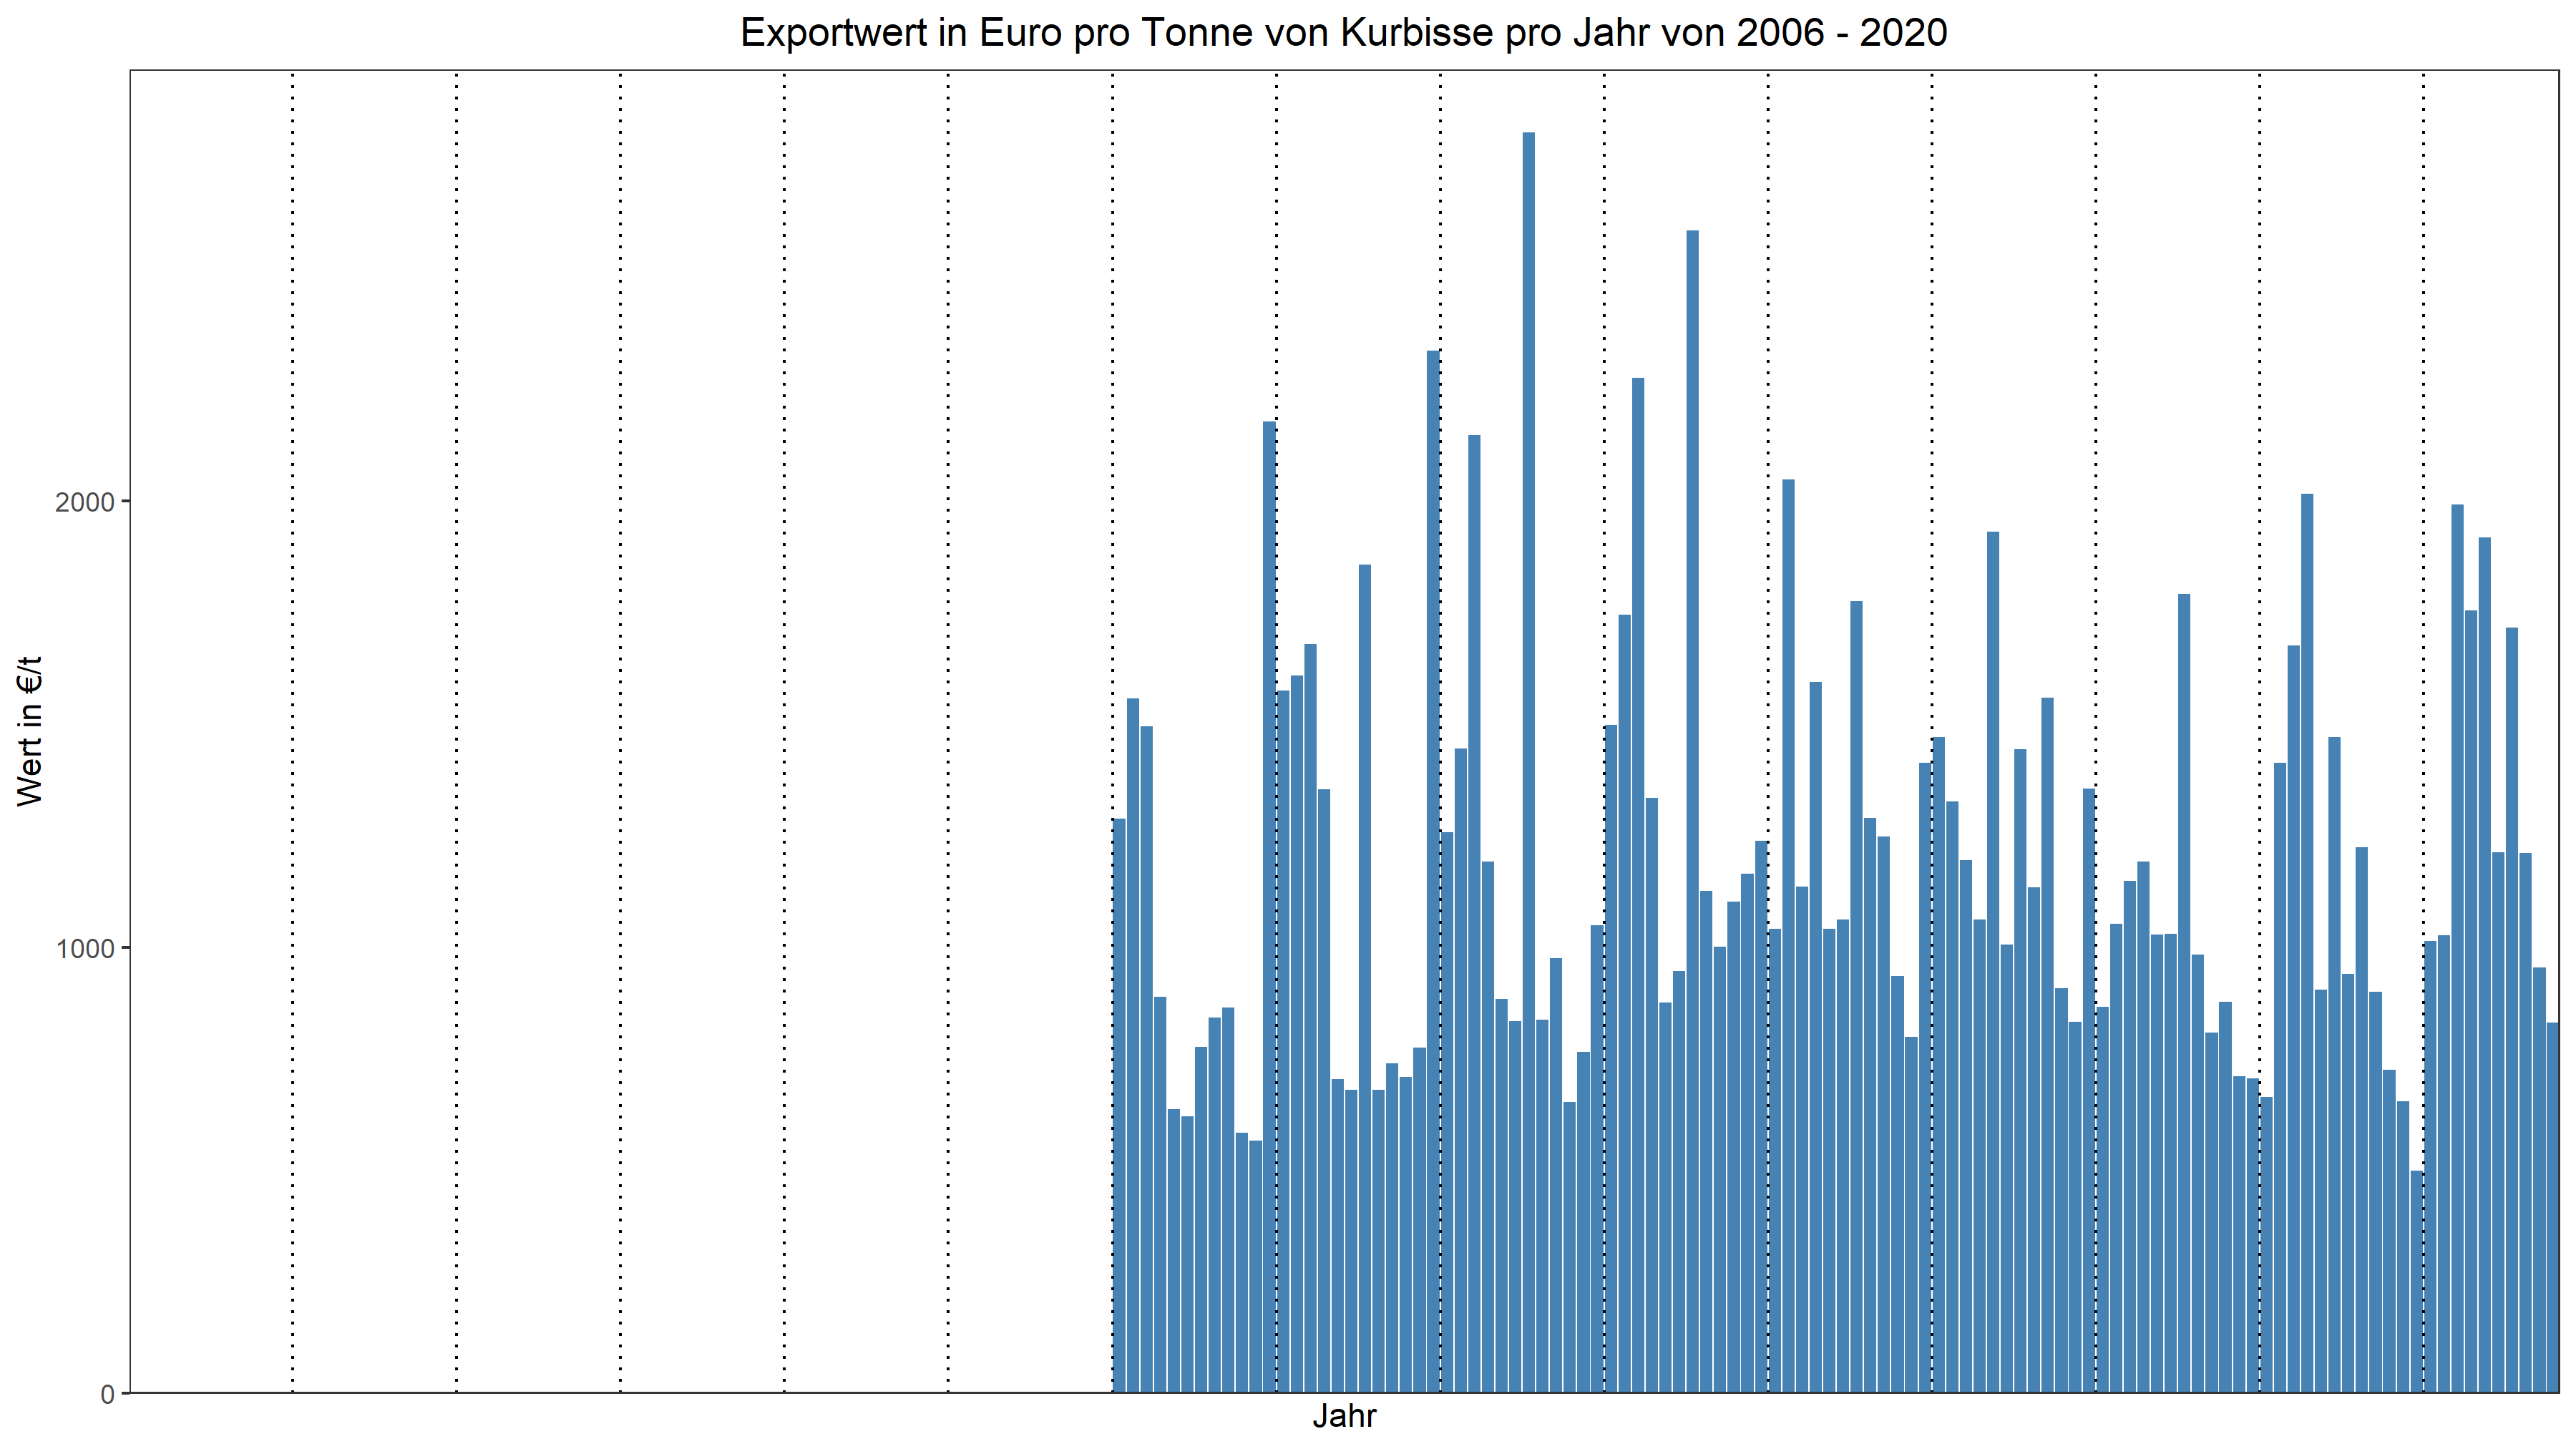 Exportwert in Euro pro Tonne von Kurbisse pro Jahr von 2006 - 2020
Wert in €/t
2000
1000
0
Jahr